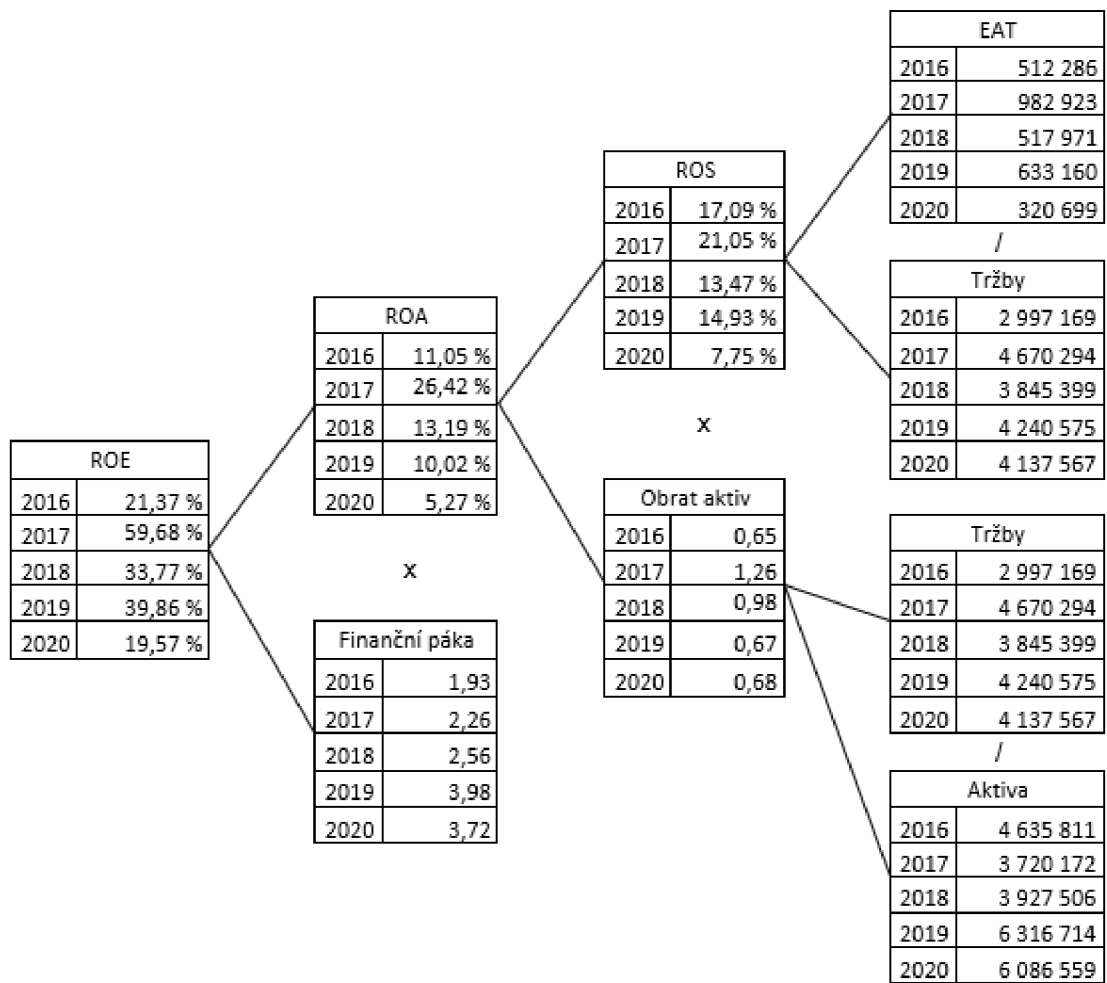 EAT
2016 512 286
2017 982 923
2018 517 971
2019 633 160
2020 320 699
/
Tržby
2016 2 997 169
2017 4 670 294
2018 3 845 399
2019 4 240 575
2020 4 137 567
ROS
2016 17,09 %
2017 21,05 %
2018 13,47 %
2019 14,93 %
2020 7,75 %
x
Obrat aktiv
2016 0,65
2017 1,26
2018 0,98
2019 0,67
2020 0,68
Tržby
2016 2 997 169
2017 4 670 294
2018 3 845 399
2019 4 240 575
2020 4 137 567
/
Aktiva
2016 4 635 811
2017 3 720 172
2018 3 927 506
2019 6 316 714
2020 6 086 559
ROA
2016 11,05 %
2017 26,42 %
2018 13,19 %
2019 10,02 %
2020 5,27 %
x
Finanční páka
2016 1,93
2017 2,26
2018 2,56
2019 3,98
2020 3,72
ROE
2016 21,37 %
2017 59,68 %
2018 33,77 %
2019 39,86 %
2020 19,57 %